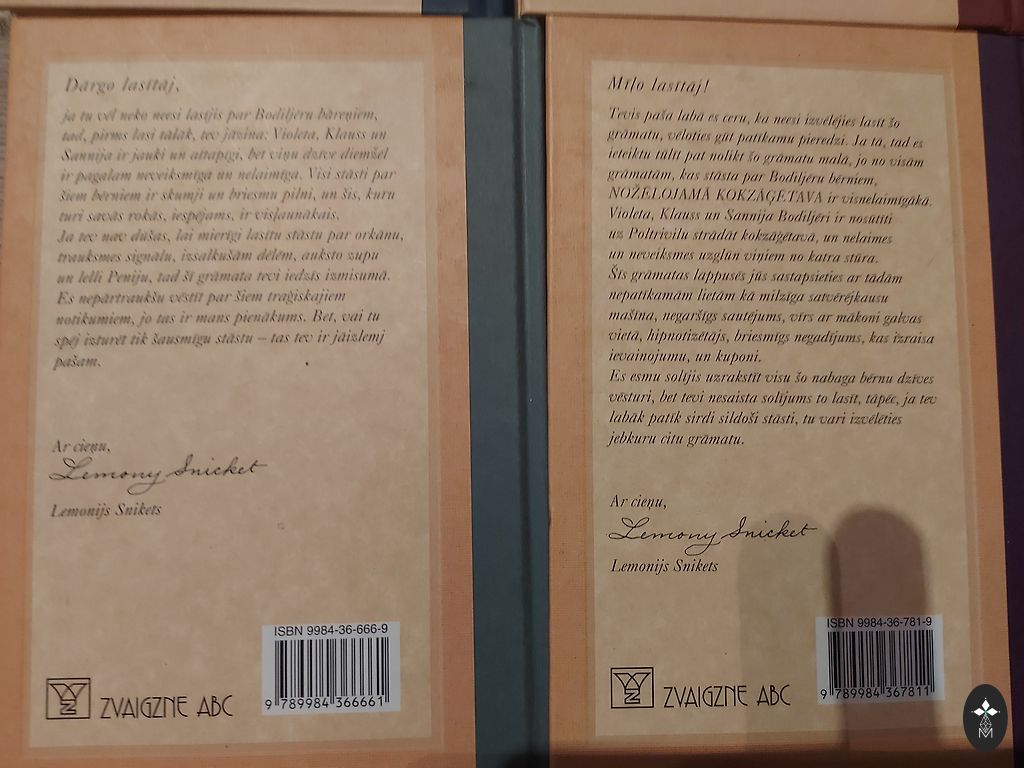 Dārgo lasītāj,
ja tu vēl neko neesi lasījis par Bodiljēru bērņiem,
tad, pirms lasi tālāk, tev jāzina: Violeta, Klauss un
Sannija ir jauki un attapīgi, bet viņu dzīve diemžēl
ir pagalam neveiksmīga un nelaimīga. Visi stāsti par
šiem bērniem ir skumji un briesmu pilni, un šis, kuru
turi savās rokās, iespējams, ir visļaunākais.
Ja tev nav dūšas, lai mierīgi lasītu stāstu par orkānu,
trauksmes signālu, izsalkušām dēlēm, auksto zupu
un lelli Peniju, tad šī grāmata tevi iedzīs izmisumā.
Es nepārtraukšu vēstīt par šiem traģiskajiem
notikumiem, jo tas ir mans pienākums. Bet, vai tu
spēj izturēt tik šausmīgu stāstu – tas tev ir jāizlemj
pašam.
Ar cieņu,
Lemony Snicket
Lemonijs Snikets
ISBN 9984-36-666-9
9 789984 366661
ZVAIGZNE ABC
Mīļo lasītāj!
Tevis paša labā es ceru, ka neesi izvēlējies lasīt šo
grāmatu, vēloties gūt patīkamu pieredzi. Ja tā, tad es
ieteiktu tūlīt pat nolikt šo grāmatu malā, jo no visām
grāmatām, kas stāsta par Bodiljēru bērniem,
NOŽĒLOJAMĀ KOKZĀĢĒTAVA ir visnelaimīgākā.
Violeta, Klauss un Sannija Bodiljēri ir nosūtīti
uz Poltrivilu strādāt kokzāģētavā, un nelaimes
un neveiksmes uzglūn viņiem no katra stūra.
Šīs grāmatas lappusēs jūs sastapsieties ar tādām
nepatīkamām lietām kā milzīga satvērējkausu
mašīna, negaršīgs sautējums, vīrs ar mākoni galvas
vietā, hipnotizētājs, briesmīgs negadījums, kas izraisa
ievainojumu, un kuponi.
Es esmu solījis uzrakstīt visu šo nabaga bērnu dzīves
vēsturi, bet tevi nesaista solījums to lasīt, tāpēc, ja tev
labāk patīk sirdi sildoši stāsti, tu vari izvēlēties
jebkuru citu grāmatu.
Ar cieņu,
Lemony Snicket
Lemonijs Snikets
ISBN 9984-36-781-9
9 789984 367811
ZVAIGZNE ABC
M